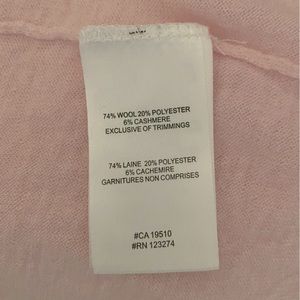 74% WOOL 20% POLYESTER
6% CASHMERE
EXCLUSIVE OF TRIMMINGS
74% LAINE 20% POLYESTER
6% CACHEMIRE
GARNITURES NON COMPRISES
#CA 19510
#RN 123274